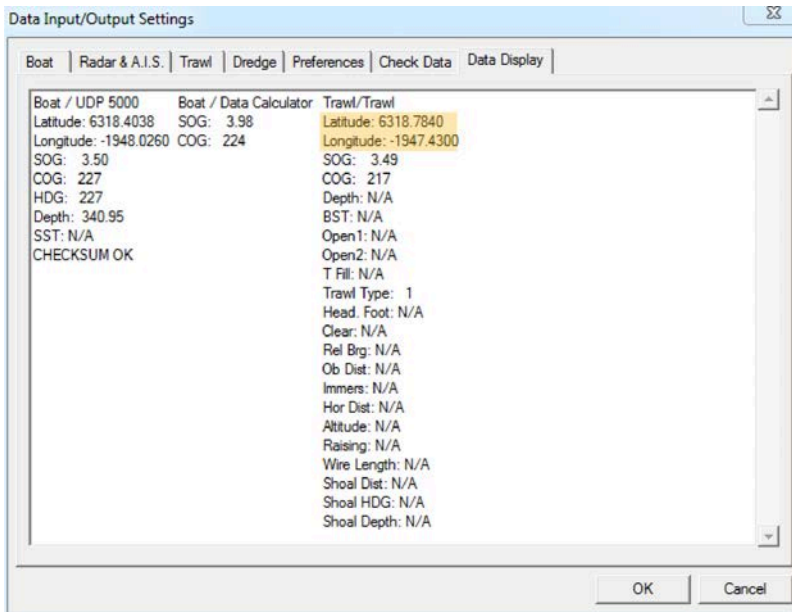 Data Input/Output Settings
Boat Radar & A.I.S. Trawl Dredge Preferences Check Data Data Display
Boat / UDP 5000 Boat / Data Calculator Trawl/Trawl
Latitude: 6318.4038 SOG: 3.98 Latitude: 6318.7840
Longitude: -1948.0260 COG: 224 Longitude: -1947.4300
SOG: 3.50 SOG: 3.49
COG: 227 COG: 217
HDG: 227 Depth: N/A
Depth: 340.95 BST: N/A
SST: N/A Open1: N/A
CHECKSUM OK Open2: N/A
T Fill: N/A
Trawl Type: 1
Head. Foot: N/A
Clear: N/A
Rel Brg: N/A
Ob Dist: N/A
Immers: N/A
Hor Dist: N/A
Altitude: N/A
Raising: N/A
Wire Length: N/A
Shoal Dist: N/A
Shoal HDG: N/A
Shoal Depth: N/A
OK Cancel